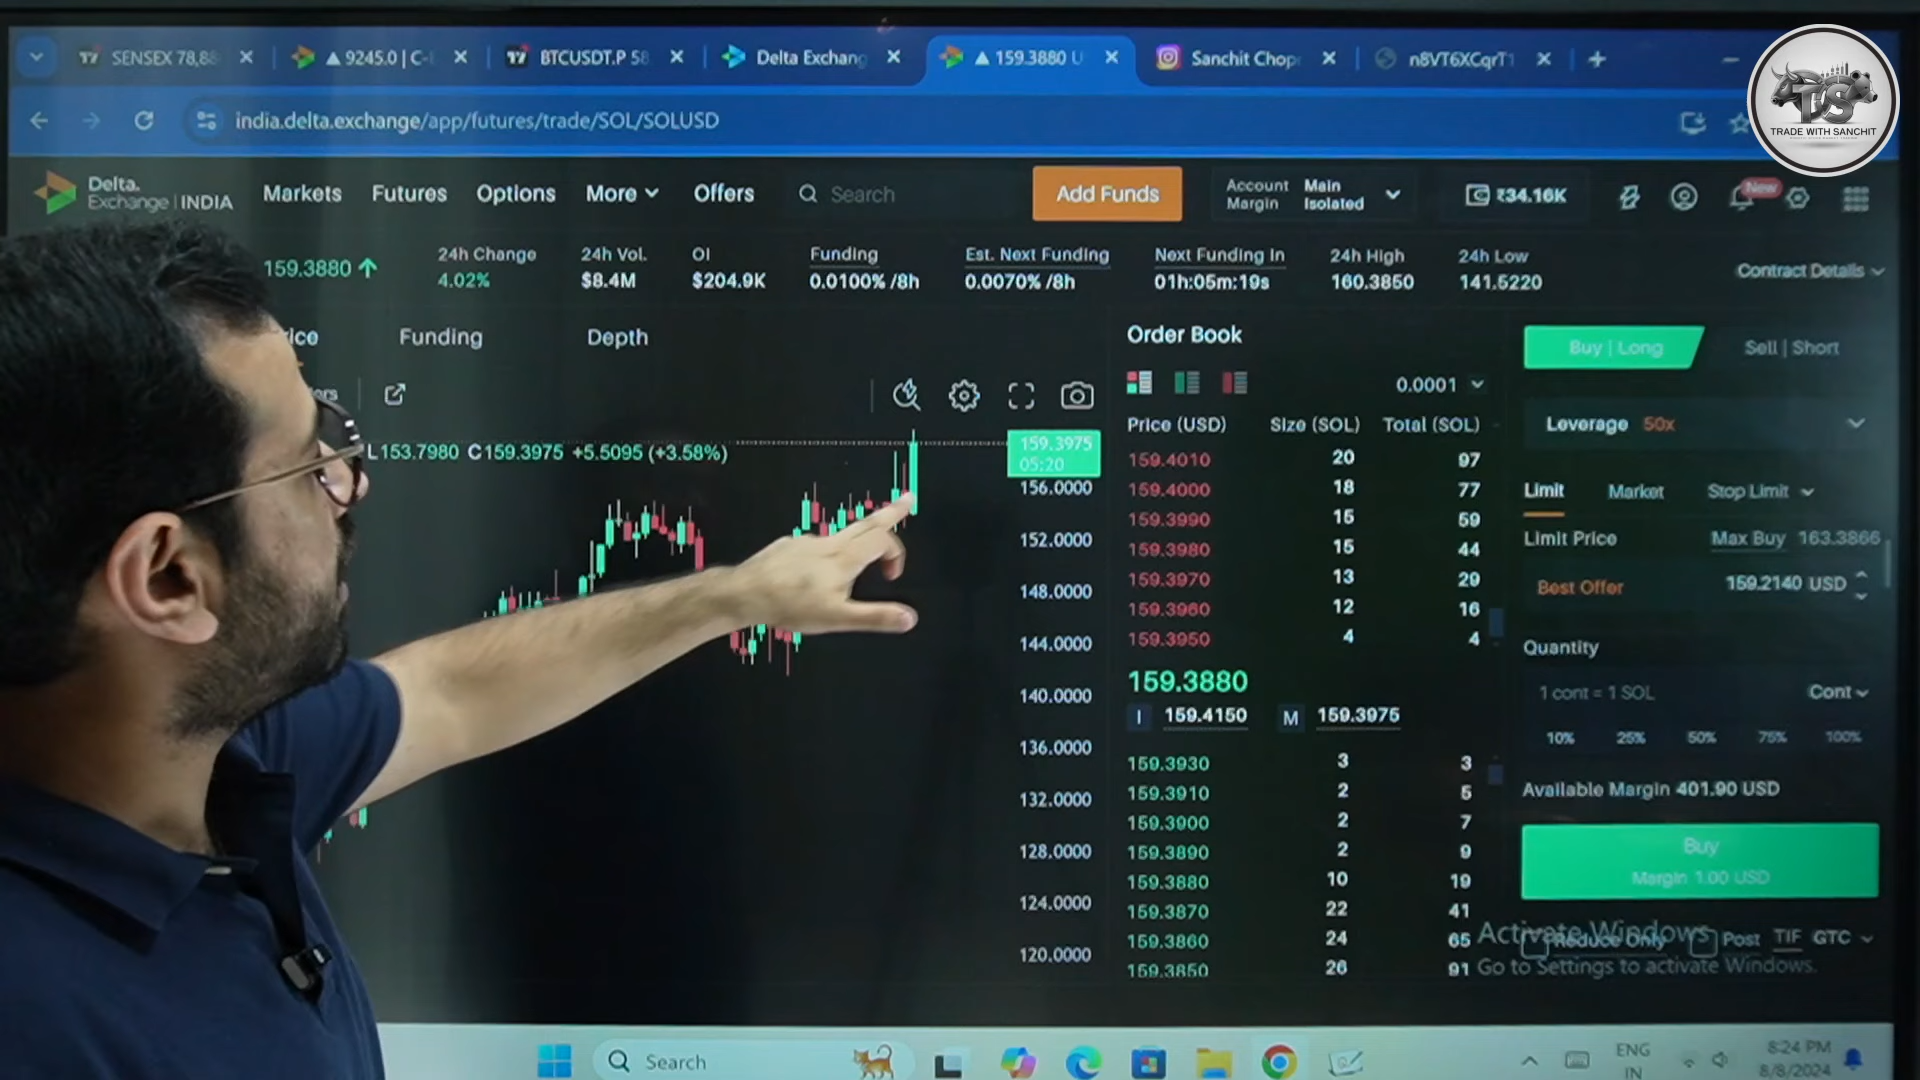 SENSEX 78,88
▲ 9245.0 | C-
BTCUSDT.P 58
Delta Exchang
▲ 159.3880 U
Sanchit Chop
n8VT6XCqrT1
TRADE WITH SANCHIT
india.delta.exchange/app/futures/trade/SOL/SOLUSD
Delta.
Exchange | INDIA
Markets
Futures
Options
More
Offers
Search
Add Funds
Account
Margin
Main
Isolated
₹34.16K
New
159.3880
24h Change
4.02%
24h Vol.
$8.4M
OI
$204.9K
Funding
0.0100% /8h
Est. Next Funding
0.0070% /8h
Next Funding In
01h:05m:19s
24h High
160.3850
24h Low
141.5220
Contract Details
ice
Funding
Depth
ors
L153.7980 C159.3975 +5.5095 (+3.58%)
159.3975
05:20
156.0000
152.0000
148.0000
144.0000
140.0000
136.0000
132.0000
128.0000
124.0000
120.0000
Order Book
0.0001
Price (USD) Size (SOL) Total (SOL)
159.4010 20 97
159.4000 18 77
159.3990 15 59
159.3980 15 44
159.3970 13 29
159.3960 12 16
159.3950 4 4
159.3880
I 159.4150 M 159.3975
159.3930 3 3
159.3910 2 5
159.3900 2 7
159.3890 2 9
159.3880 10 19
159.3870 22 41
159.3860 24 65
159.3850 26 91
Buy | Long
Sell | Short
Leverage 50x
Limit
Market
Stop Limit
Limit Price
Max Buy 163.3866
Best Offer
159.2140 USD
Quantity
1 cont = 1 SOL
Cont
10% 25% 50% 75% 100%
Available Margin 401.90 USD
Buy
Margin 1.00 USD
Reduce Only
Post
TIF GTC
Activate Windows
Go to Settings to activate Windows.
Search
ENG
IN
8:24 PM
8/8/2024